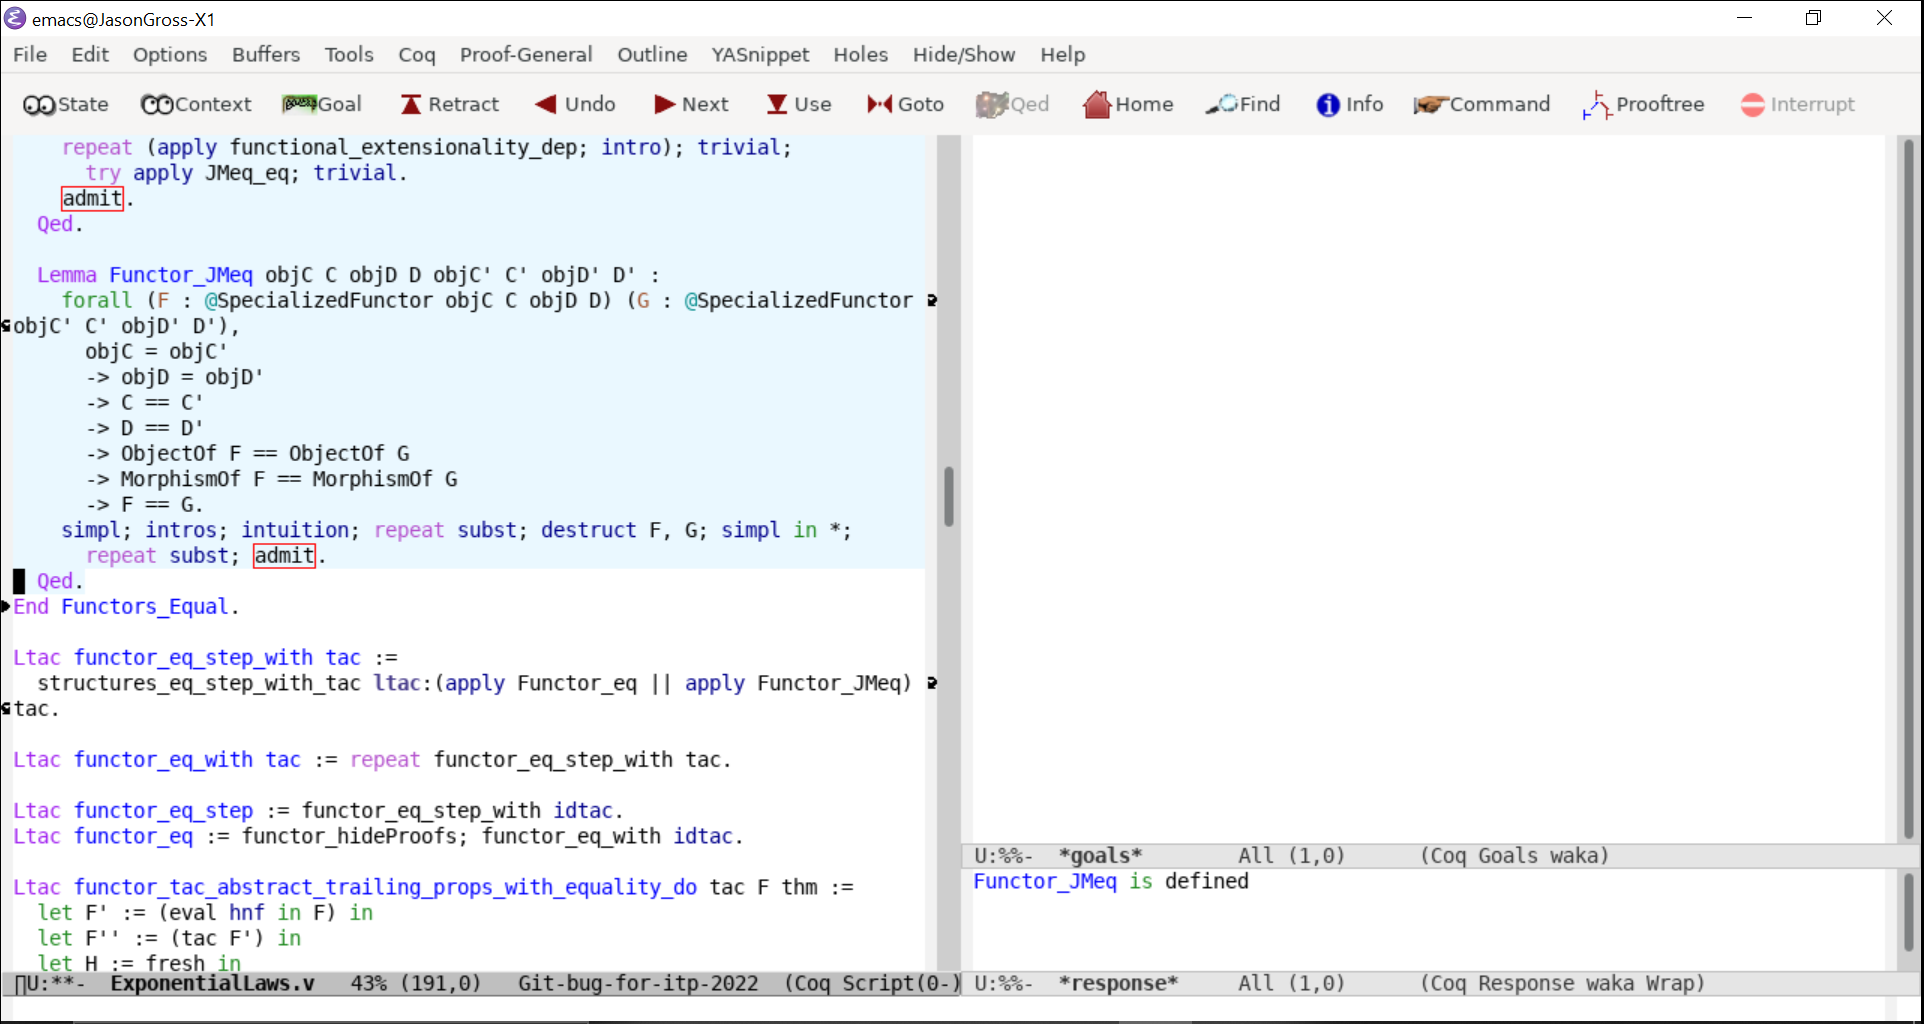 emacs@JasonGross-X1
File Edit Options Buffers Tools Coq Proof-General Outline YASnippet Holes Hide/Show Help
State Context Goal Retract Undo Next Use Goto Qed Home Find Info Command Prooftree Interrupt
repeat (apply functional_extensionality_dep; intro); trivial;
try apply JMeq_eq; trivial.
admit.
Qed.
Lemma Functor_JMeq objC C objD D objC' C' objD' D' :
forall (F : @SpecializedFunctor objC C objD D) (G : @SpecializedFunctor
objC' C' objD' D'),
objC = objC'
-> objD = objD'
-> C == C'
-> D == D'
-> ObjectOf F == ObjectOf G
-> MorphismOf F == MorphismOf G
-> F == G.
simpl; intros; intuition; repeat subst; destruct F, G; simpl in *;
repeat subst; admit.
Qed.
End Functors_Equal.
Ltac functor_eq_step_with tac :=
structures_eq_step_with_tac ltac:(apply Functor_eq || apply Functor_JMeq)
tac.
Ltac functor_eq_with tac := repeat functor_eq_step_with tac.
Ltac functor_eq_step := functor_eq_step_with idtac.
Ltac functor_eq := functor_hideProofs; functor_eq_with idtac.
Ltac functor_tac_abstract_trailing_props_with_equality_do tac F thm :=
let F' := (eval hnf in F) in
let F'' := (tac F') in
let H := fresh in
U:**- ExponentialLaws.v 43% (191,0) Git-bug-for-itp-2022 (Coq Script(0-)
U:%%- *goals* All (1,0) (Coq Goals waka)
Functor_JMeq is defined
U:%%- *response* All (1,0) (Coq Response waka Wrap)